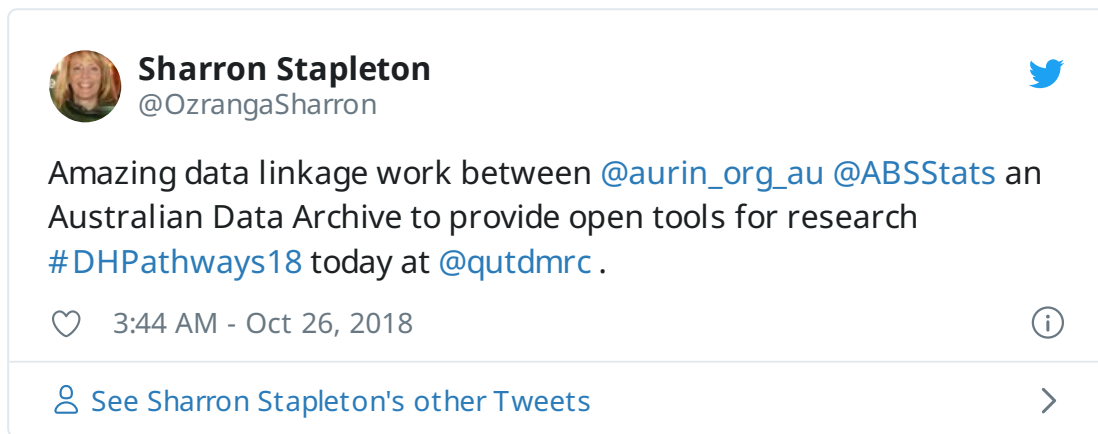 Sharron Stapleton
@OzrangaSharron
Amazing data linkage work between @aurin_org_au @ABSStats an
Australian Data Archive to provide open tools for research
#DHPathways18 today at @qutdmrc .
3:44 AM - Oct 26, 2018
See Sharron Stapleton's other Tweets